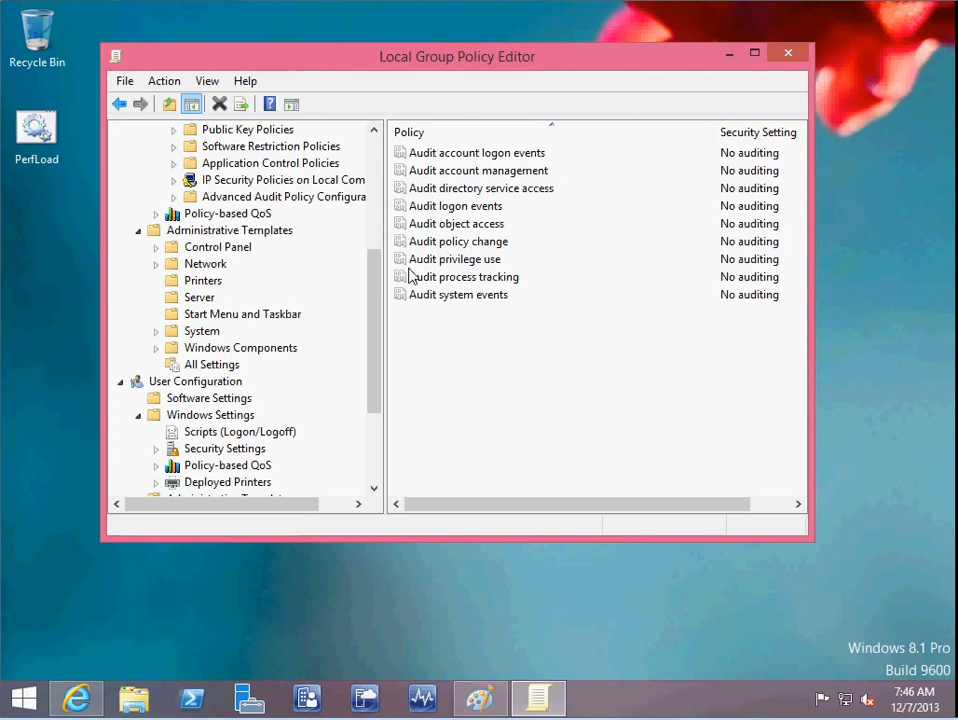 Recycle Bin
PerfLoad
Local Group Policy Editor
File Action View Help
Public Key Policies
Software Restriction Policies
Application Control Policies
IP Security Policies on Local Com
Advanced Audit Policy Configura
Policy-based QoS
Administrative Templates
Control Panel
Network
Printers
Server
Start Menu and Taskbar
System
Windows Components
All Settings
User Configuration
Software Settings
Windows Settings
Scripts (Logon/Logoff)
Security Settings
Policy-based QoS
Deployed Printers
Policy Security Setting
Audit account logon events No auditing
Audit account management No auditing
Audit directory service access No auditing
Audit logon events No auditing
Audit object access No auditing
Audit policy change No auditing
Audit privilege use No auditing
Audit process tracking No auditing
Audit system events No auditing
Windows 8.1 Pro
Build 9600
7:46 AM
12/7/2013